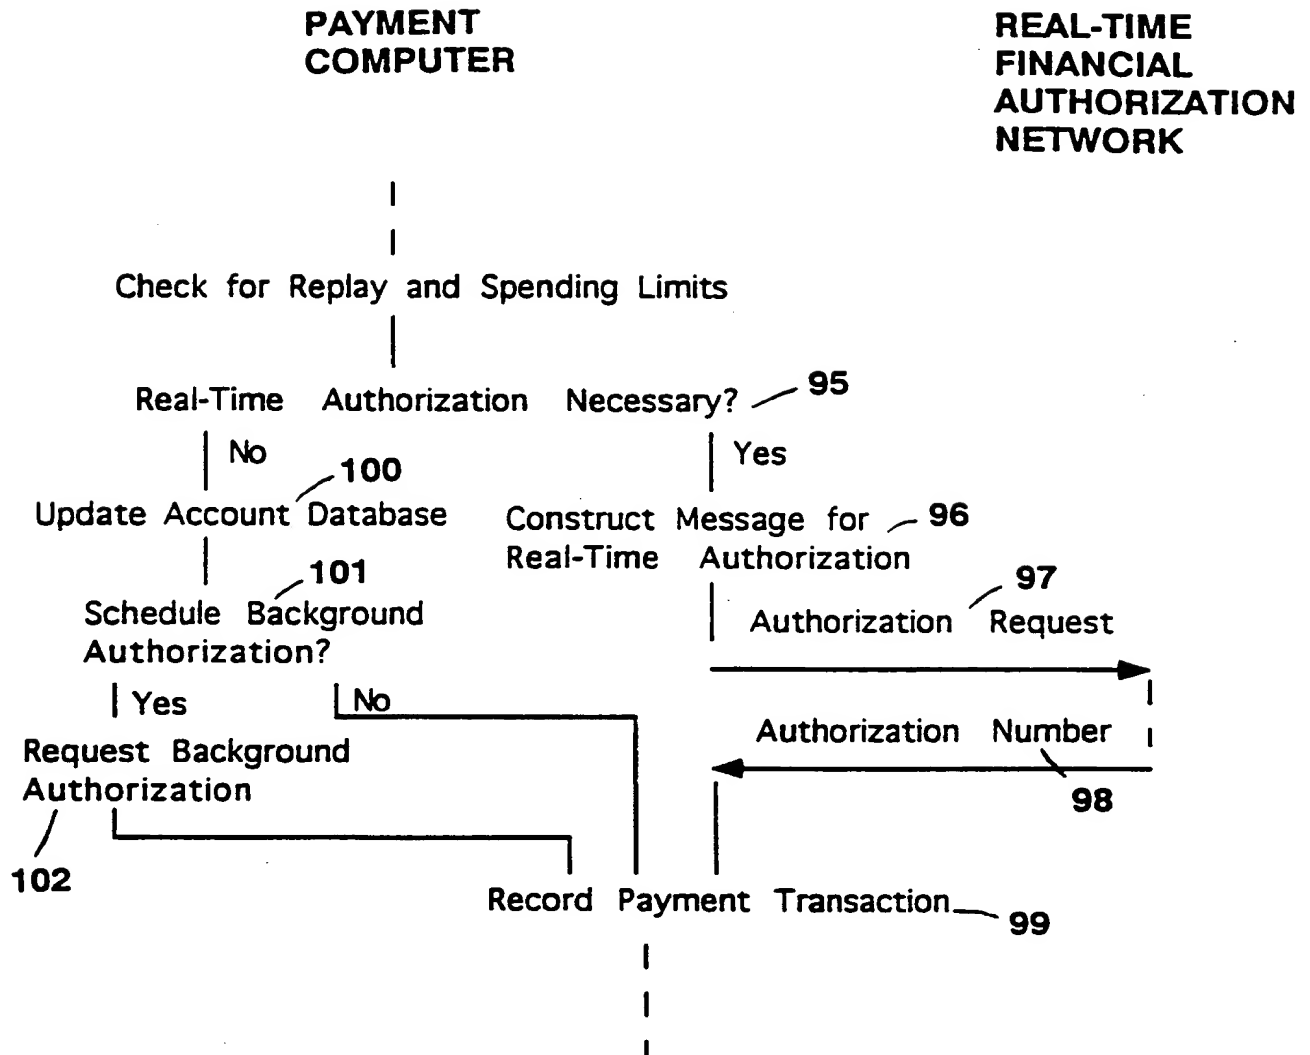 PAYMENT
COMPUTER
REAL-TIME
FINANCIAL
AUTHORIZATION
NETWORK
Check for Replay and Spending Limits
Real-Time Authorization Necessary?
95
No
Yes
100
Update Account Database
Construct Message for
Real-Time Authorization
96
101
Schedule Background
Authorization?
97
Authorization Request
Yes
No
Authorization Number
98
Request Background
Authorization
102
Record Payment Transaction
99